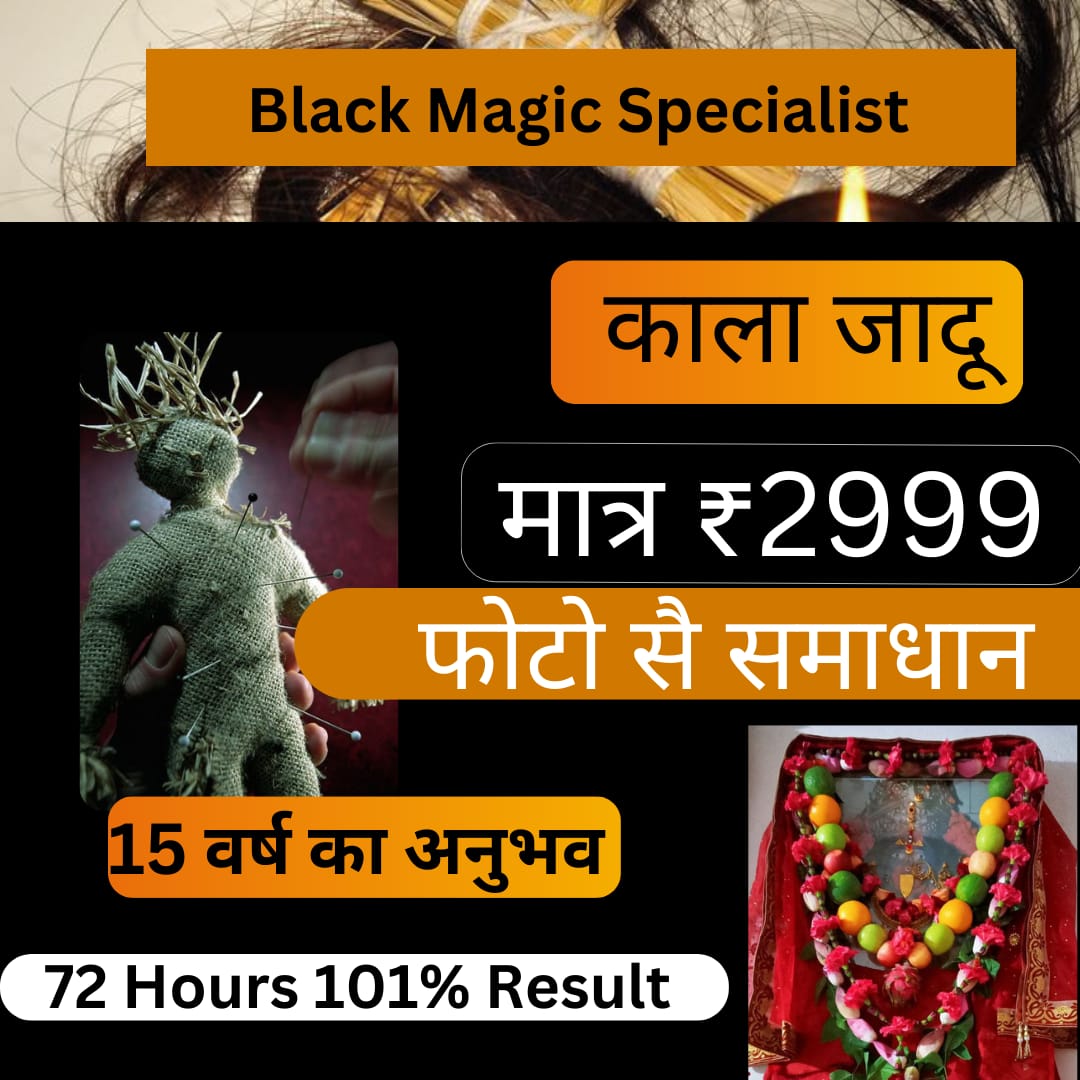 Black Magic Specialist
काला जादू
मात्र ₹2999
फोटो सै समाधान
15 वर्ष का अनुभव
72 Hours 101% Result